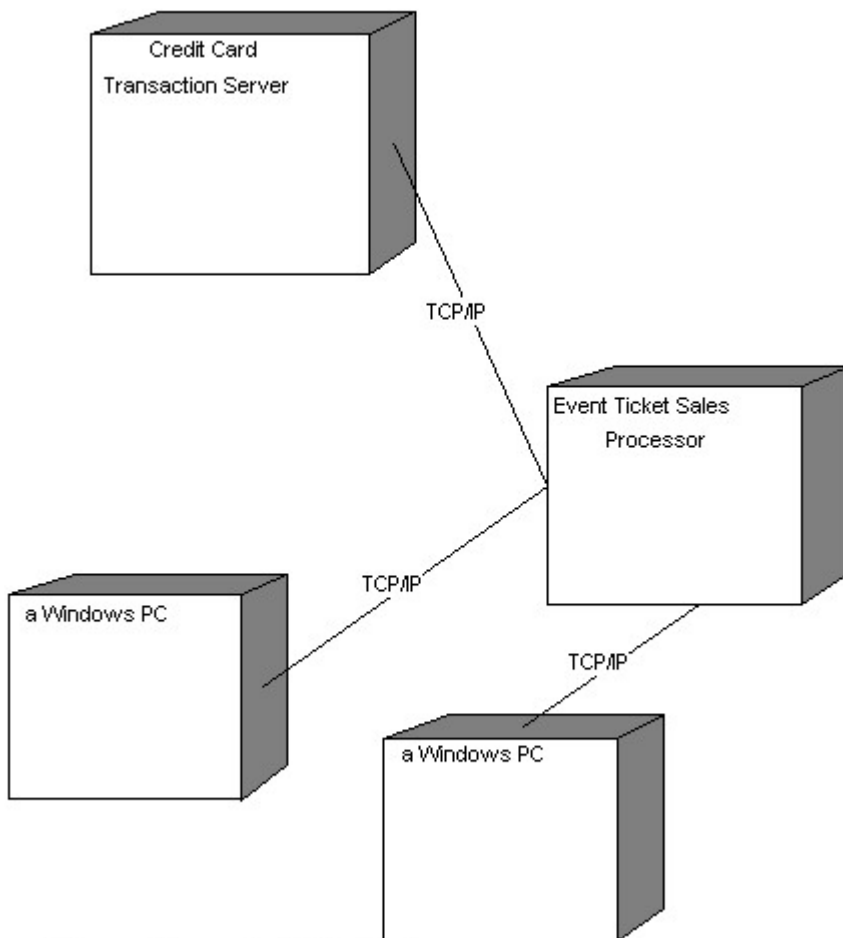 Credit Card
Transaction Server
TCP/IP
Event Ticket Sales
Processor
TCP/IP
a Windows PC
TCP/IP
a Windows PC